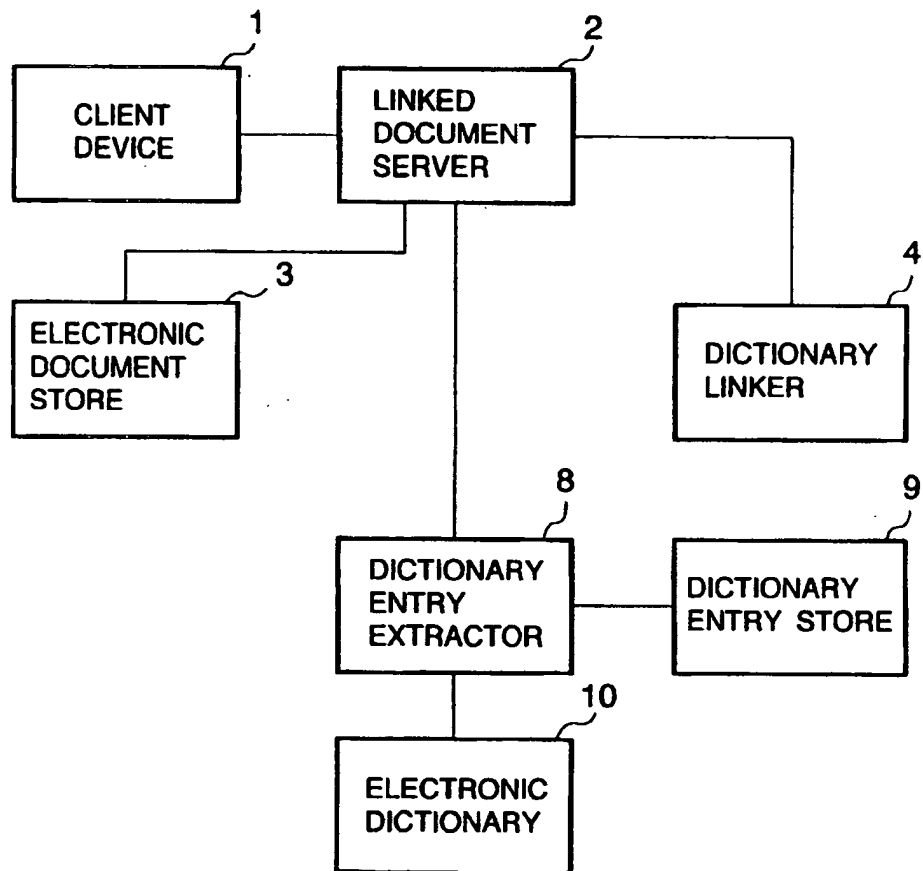 1
CLIENT
DEVICE
2
LINKED
DOCUMENT
SERVER
3
ELECTRONIC
DOCUMENT
STORE
4
DICTIONARY
LINKER
8
DICTIONARY
ENTRY
EXTRACTOR
9
DICTIONARY
ENTRY STORE
10
ELECTRONIC
DICTIONARY